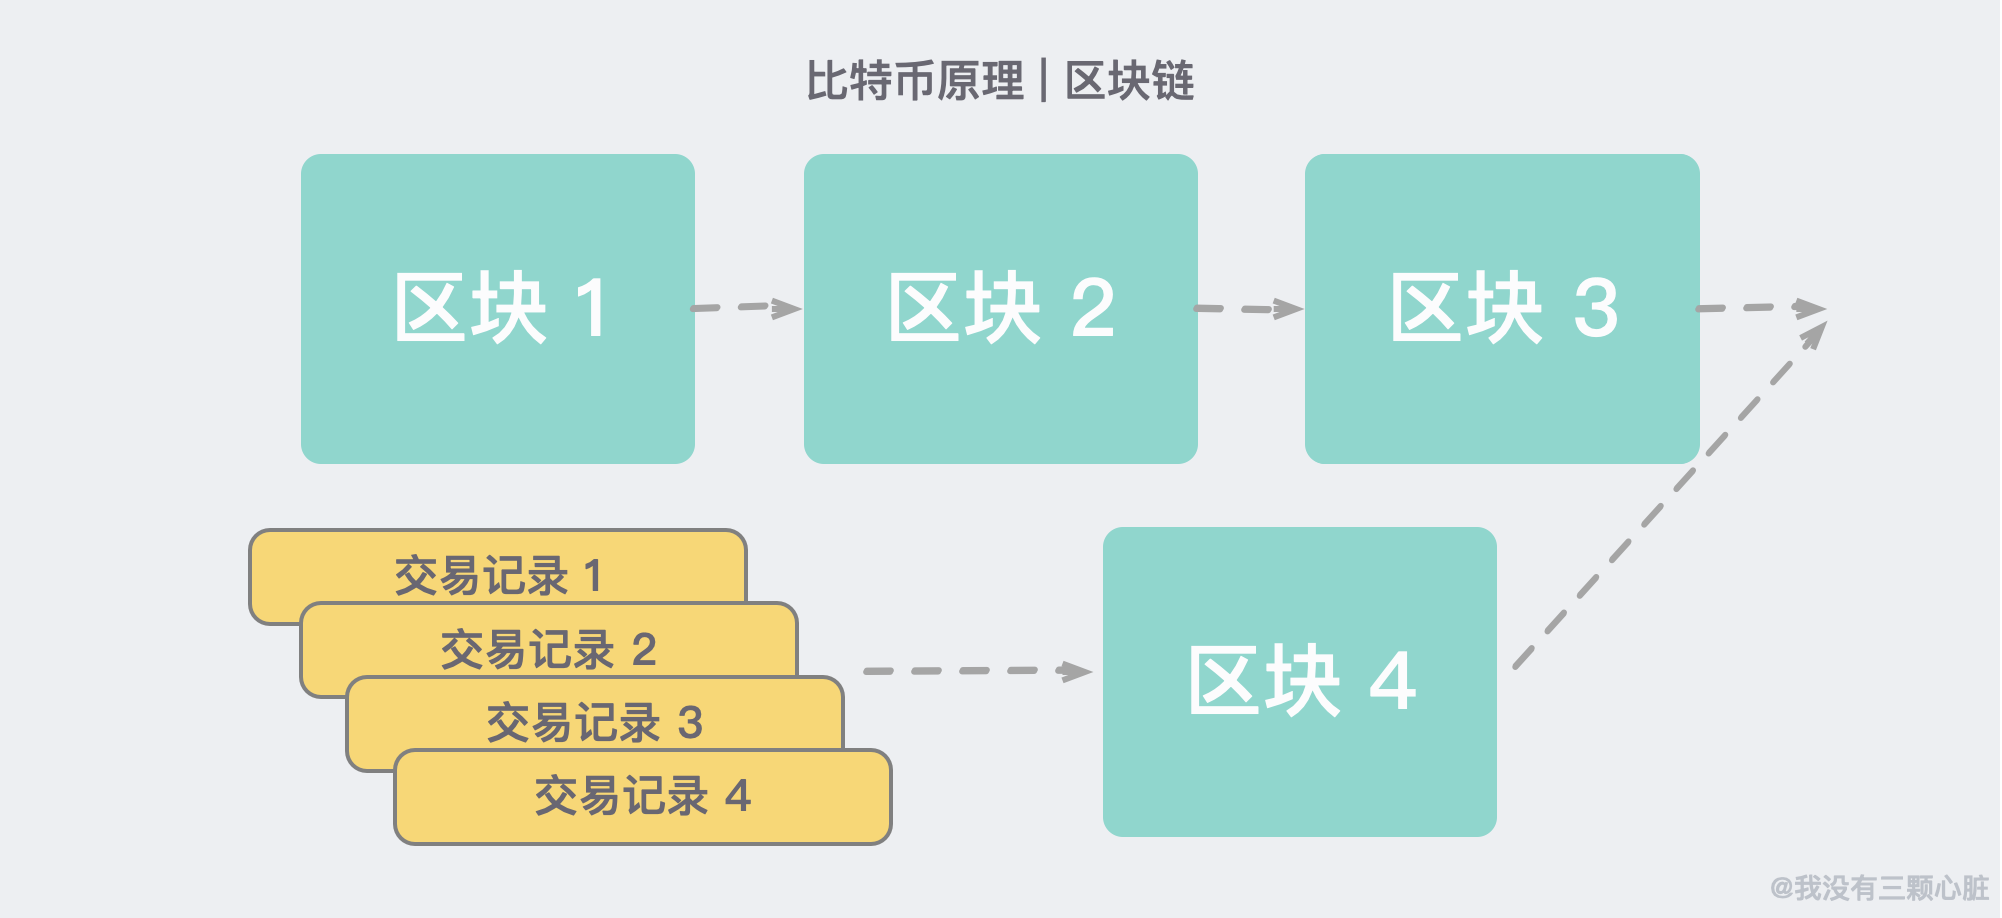 比特币原理 | 区块链
区块 1
区块 2
区块 3
交易记录 1
交易记录 2
交易记录 3
交易记录 4
区块 4
@我没有三颗心脏